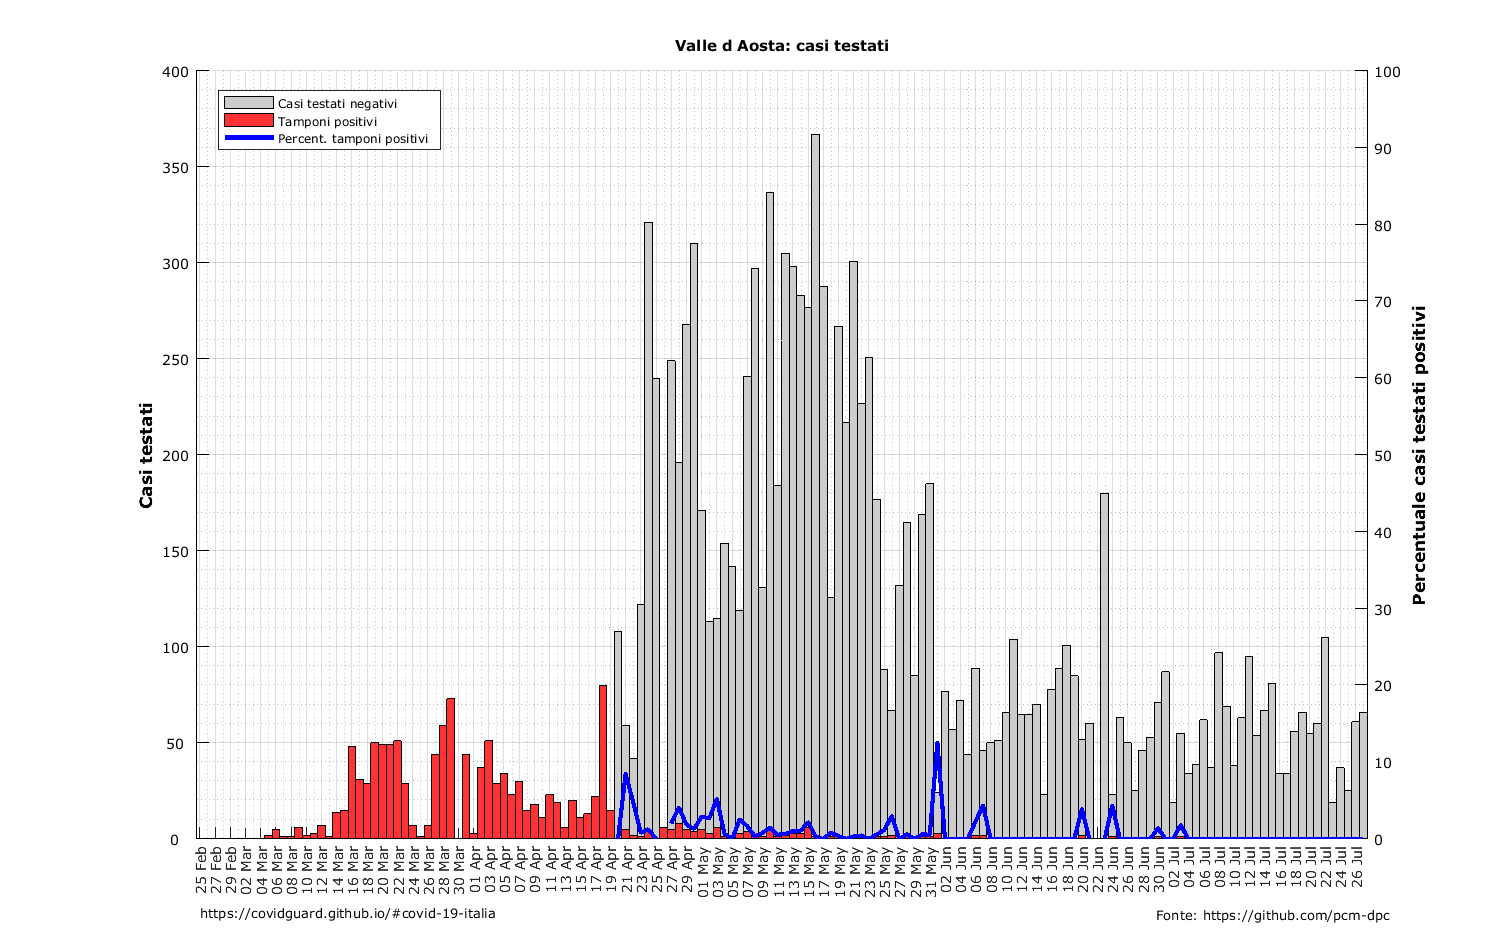 Valle d Aosta: casi testati
Casi testati negativi
Tamponi positivi
Percent. tamponi positivi
Casi testati
400
350
300
250
200
150
100
50
0
100
90
80
70
60
50
40
30
20
10
0
Percentuale casi testati positivi
25 Feb
27 Feb
29 Feb
02 Mar
04 Mar
06 Mar
08 Mar
10 Mar
12 Mar
14 Mar
16 Mar
18 Mar
20 Mar
22 Mar
24 Mar
26 Mar
28 Mar
30 Mar
01 Apr
03 Apr
05 Apr
07 Apr
09 Apr
11 Apr
13 Apr
15 Apr
17 Apr
19 Apr
21 Apr
23 Apr
25 Apr
27 Apr
29 Apr
01 May
03 May
05 May
07 May
09 May
11 May
13 May
15 May
17 May
19 May
21 May
23 May
25 May
27 May
29 May
31 May
02 Jun
04 Jun
06 Jun
08 Jun
10 Jun
12 Jun
14 Jun
16 Jun
18 Jun
20 Jun
22 Jun
24 Jun
26 Jun
28 Jun
30 Jun
02 Jul
04 Jul
06 Jul
08 Jul
10 Jul
12 Jul
14 Jul
16 Jul
18 Jul
20 Jul
22 Jul
24 Jul
26 Jul
https://covidguard.github.io/#covid-19-italia
Fonte: https://github.com/pcm-dpc